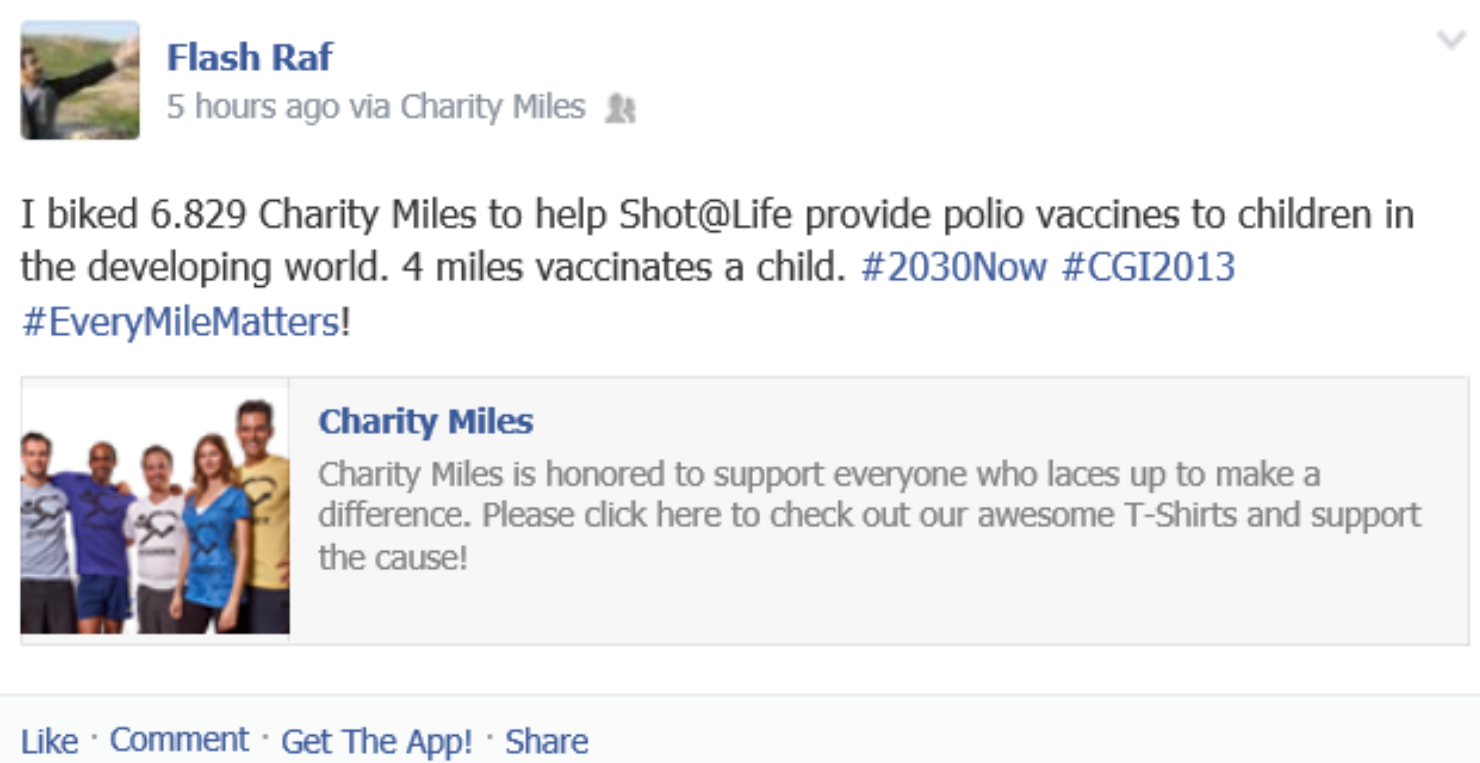 Flash Raf
5 hours ago via Charity Miles
I biked 6.829 Charity Miles to help Shot@Life provide polio vaccines to children in
the developing world. 4 miles vaccinates a child. #2030Now #CGI2013
#EveryMileMatters!
Charity Miles
Charity Miles is honored to support everyone who laces up to make a
difference. Please click here to check out our awesome T-Shirts and support
the cause!
Like · Comment · Get The App! · Share